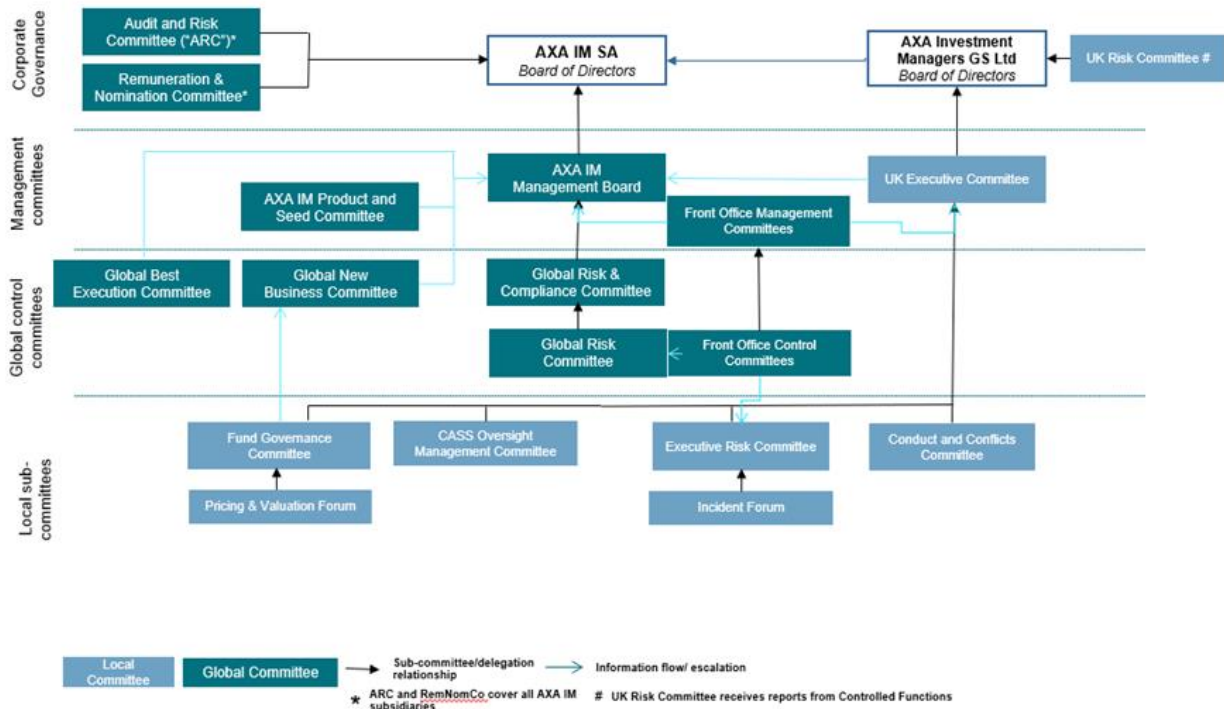 Corporate
Governance
Audit and Risk
Committee ("ARC")*
Remuneration &
Nomination Committee*
AXA IM SA
Board of Directors
AXA Investment
Managers GS Ltd
Board of Directors
UK Risk Committee #
Management
committees
AXA IM
Management Board
UK Executive Committee
AXA IM Product and
Seed Committee
Front Office Management
Committees
Global control
committees
Global Best
Execution Committee
Global New
Business Committee
Global Risk &
Compliance Committee
Global Risk
Committee
Front Office Control
Committees
Local sub-
committees
Fund Governance
Committee
CASS Oversight
Management Committee
Executive Risk Committee
Conduct and Conflicts
Committee
Pricing & Valuation Forum
Incident Forum
Local
Committee
Global Committee
Sub-committee/delegation
relationship
Information flow/ escalation
* ARC and RemNomCo cover all AXA IM
subsidiaries
# UK Risk Committee receives reports from Controlled Functions